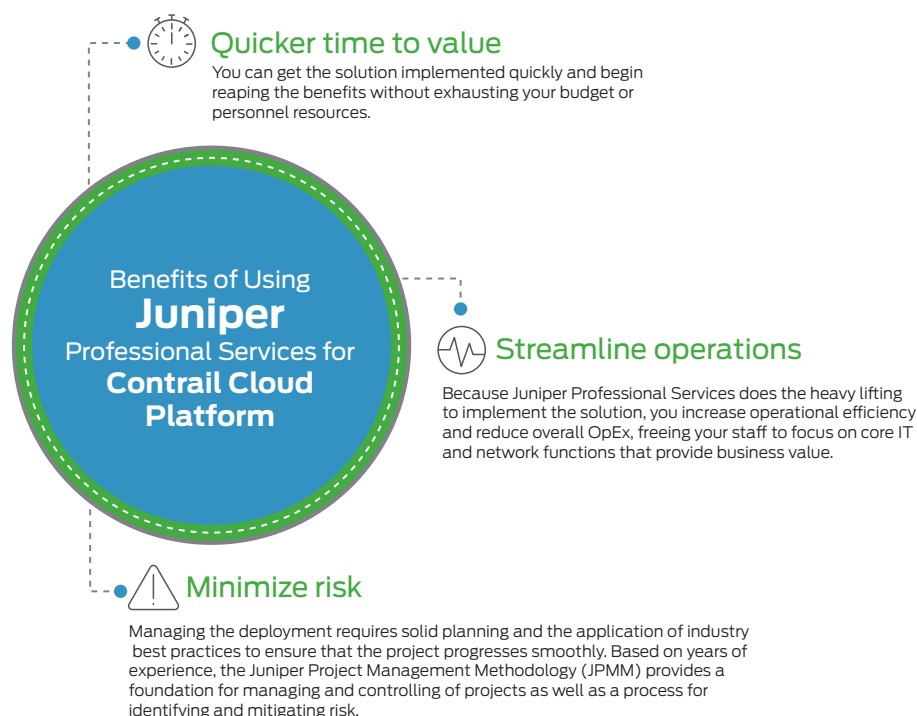 Quicker time to value
You can get the solution implemented quickly and begin
reaping the benefits without exhausting your budget or
personnel resources.
Benefits of Using
Juniper
Professional Services for
Contrail Cloud
Platform
Streamline operations
Because Juniper Professional Services does the heavy lifting
to implement the solution, you increase operational efficiency
and reduce overall OpEx, freeing your staff to focus on core IT
and network functions that provide business value.
Minimize risk
Managing the deployment requires solid planning and the application of industry
best practices to ensure that the project progresses smoothly. Based on years of
experience, the Juniper Project Management Methodology (JPMM) provides a
foundation for managing and controlling of projects as well as a process for
identifying and mitigating risk.